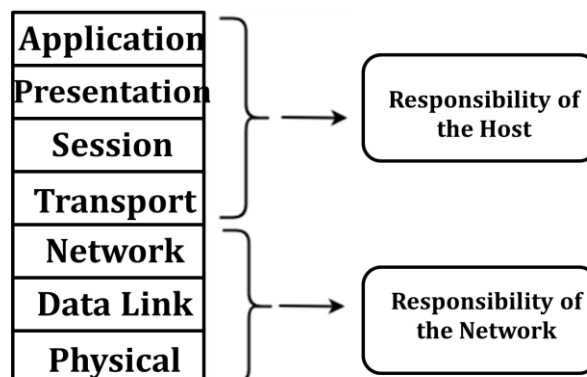 Application
Presentation
Session
Transport
Network
Data Link
Physical
Responsibility of
the Host
Responsibility of
the Network